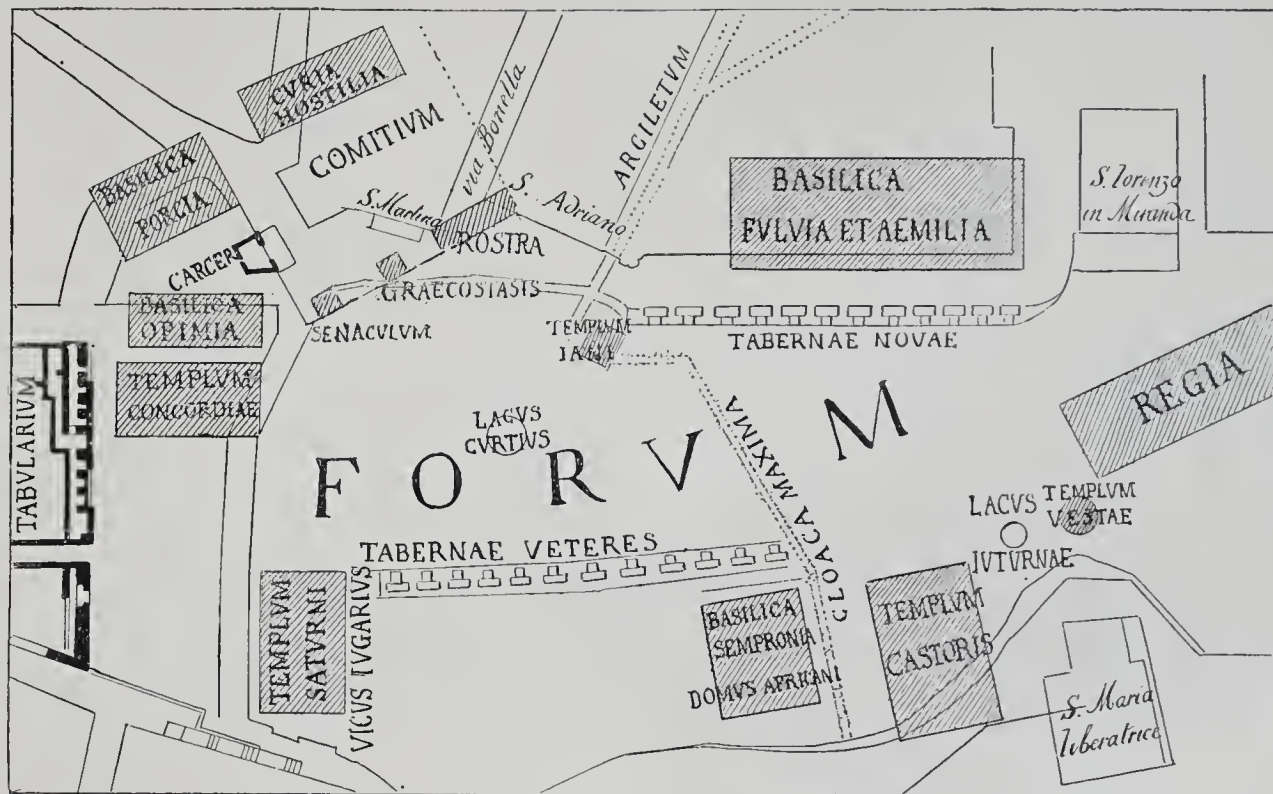 CVRIA
HOSTILIA
COMITIVM
via Bonella
ARGILETVM
BASILICA
PORCIA
S. Martina
S. Adriano
BASILICA
FVLVIA ET AEMILIA
S. Lorenzo
in Miranda
ROSTRA
CARCER
GRAECOSTASIS
BASILICA
OPIMIA
SENACVLVM
TEMPLVM
IANI
TABERNAE NOVAE
TEMPLVM
CONCORDIAE
REGIA
TABVLARIVM
LACVS
CVRTIVS
FORVM
CLOACA MAXIMA
LACVS
IVTVRNAE
TEMPLVM
VESTAE
TABERNAE VETERES
TEMPLVM
SATVRNI
VICVS IVGARIVS
BASILICA
SEMPRONIA
DOMVS AFRICANI
TEMPLVM
CASTORIS
S. Maria
liberatrice